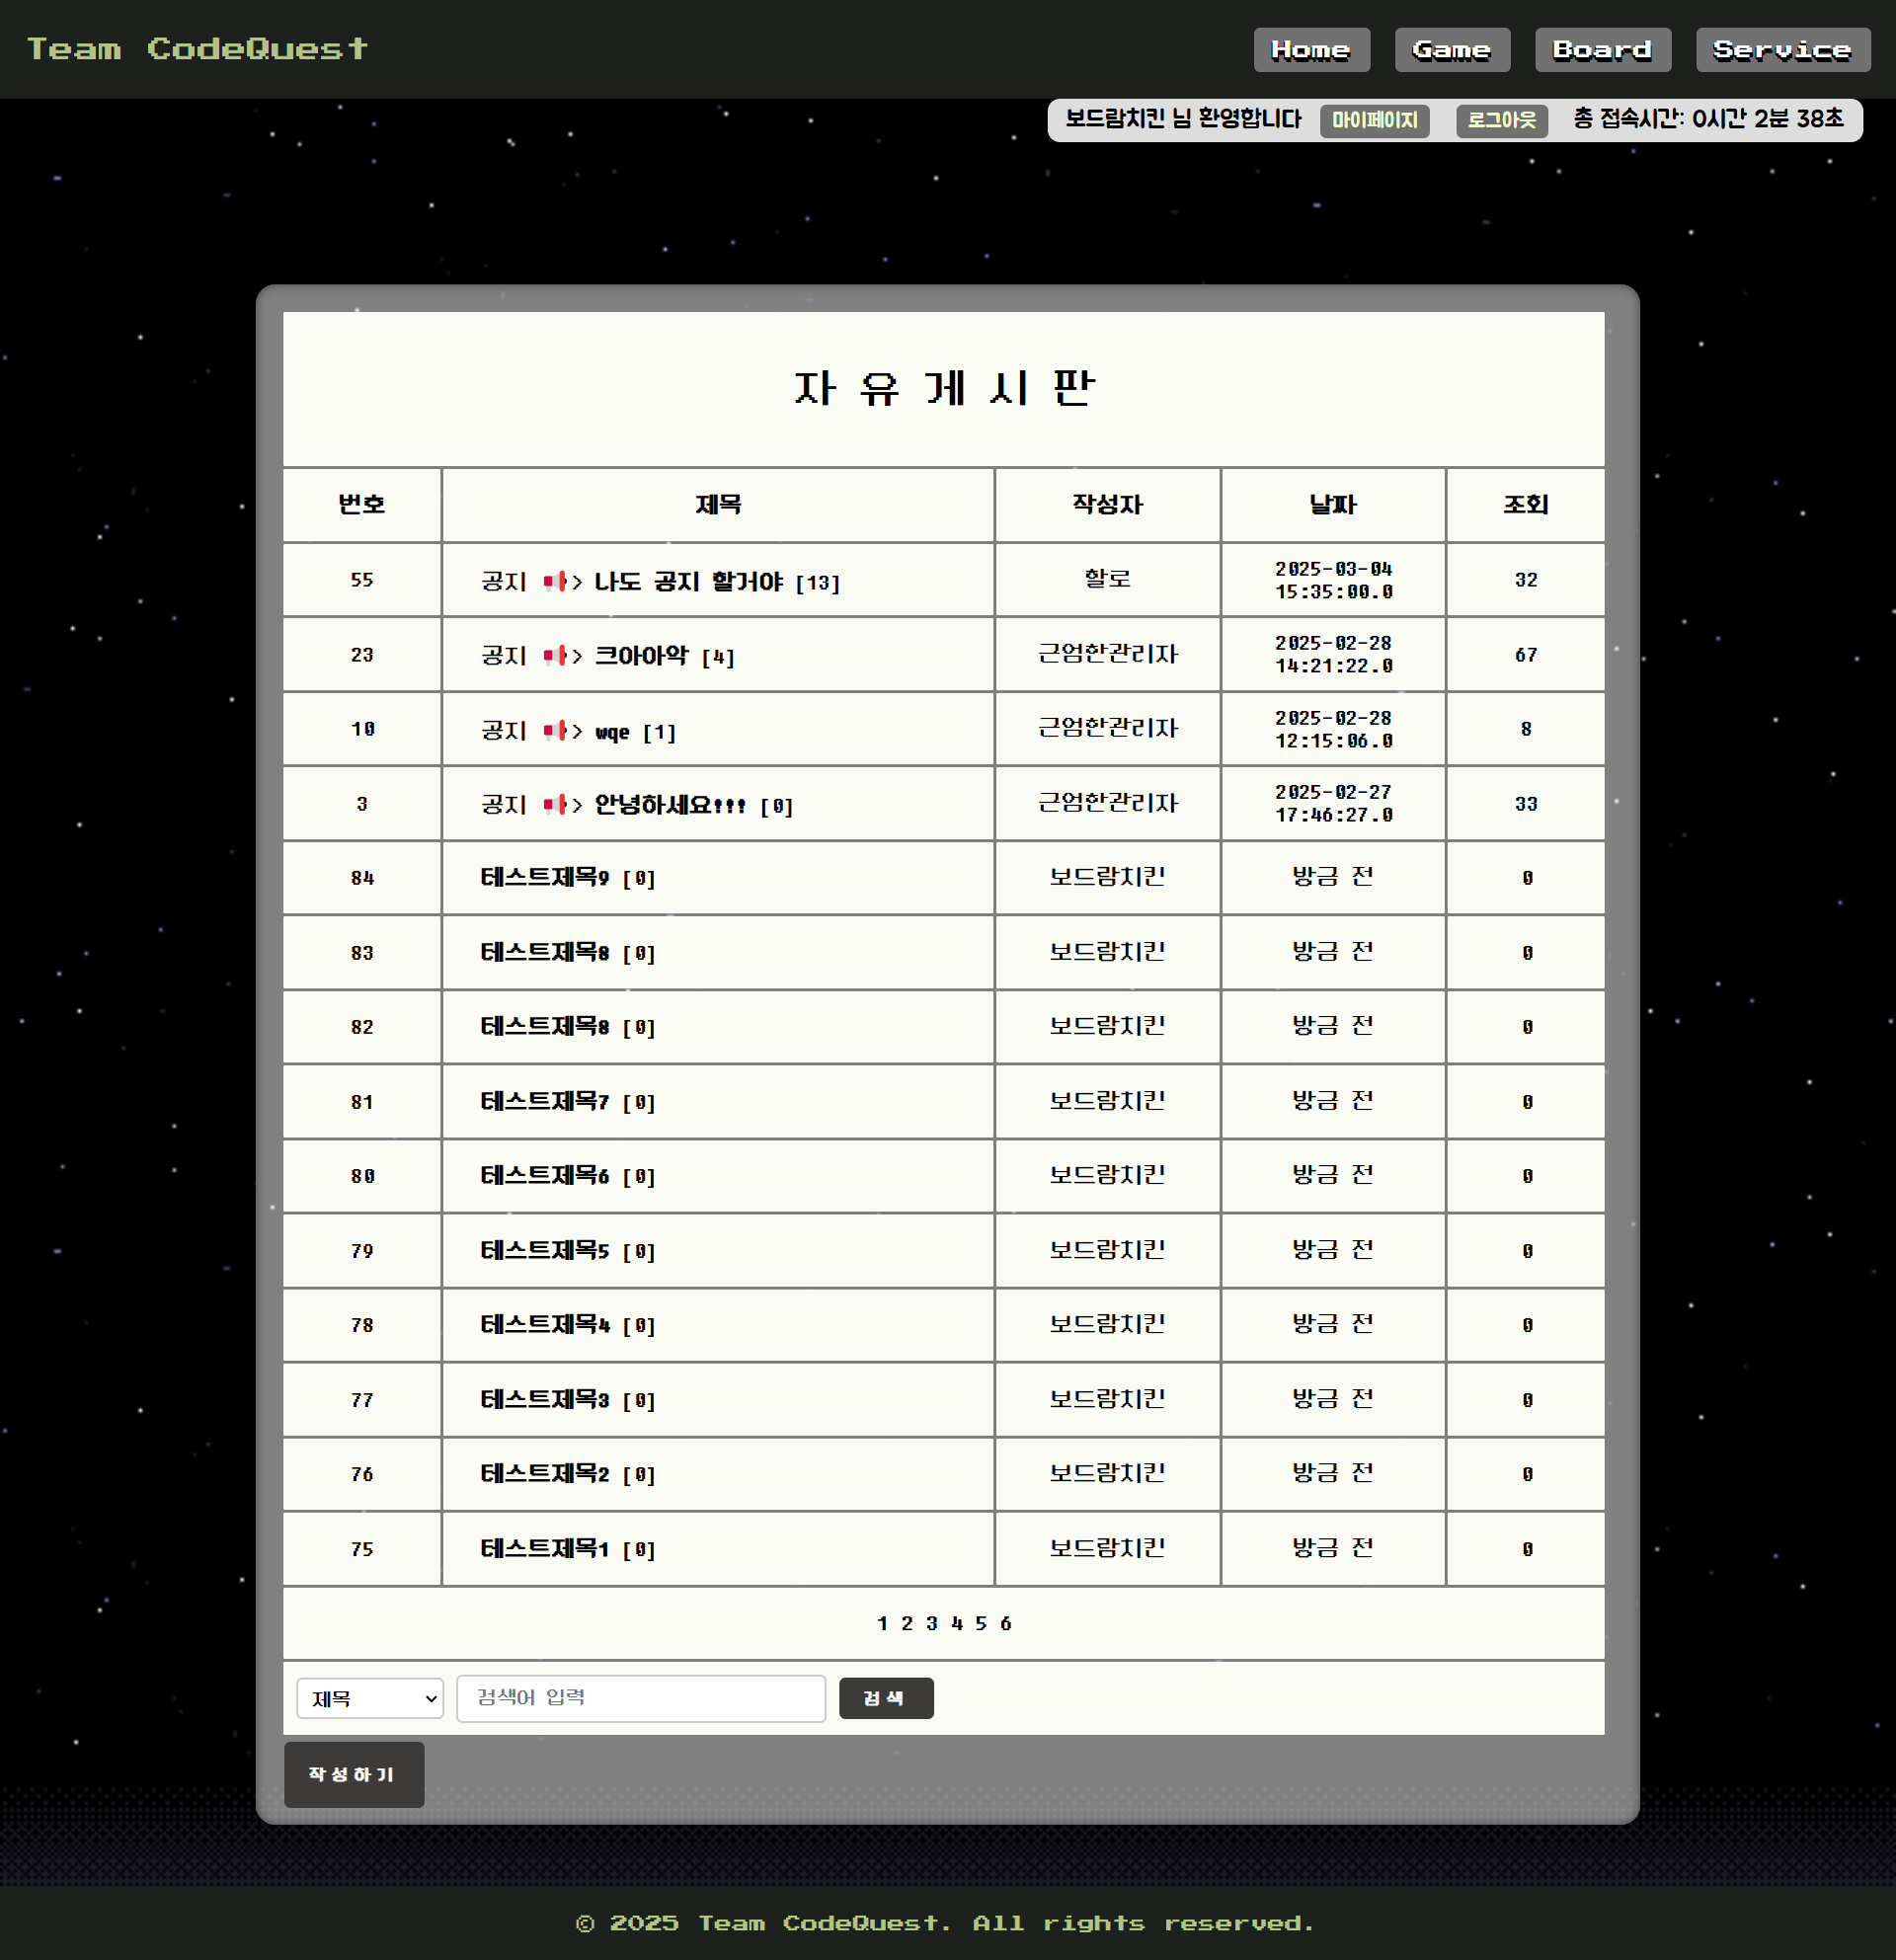 Team CodeQuest Home Game Board Service
보드람치킨 님 환영합니다 마이페이지 로그아웃 총 접속시간: 0시간 2분 38초
자유게시판
번호 제목 작성자 날짜 조회
55 공지 📢> 나도 공지 할거야 [13] 할로 2025-03-04 15:35:00.0 32
23 공지 📢> 크아아악 [4] 근엄한관리자 2025-02-28 14:21:22.0 67
10 공지 📢> wqe [1] 근엄한관리자 2025-02-28 12:15:06.0 8
3 공지 📢> 안녕하세요!!! [0] 근엄한관리자 2025-02-27 17:46:27.0 33
84 테스트제목9 [0] 보드람치킨 방금 전 0
83 테스트제목8 [0] 보드람치킨 방금 전 0
82 테스트제목8 [0] 보드람치킨 방금 전 0
81 테스트제목7 [0] 보드람치킨 방금 전 0
80 테스트제목6 [0] 보드람치킨 방금 전 0
79 테스트제목5 [0] 보드람치킨 방금 전 0
78 테스트제목4 [0] 보드람치킨 방금 전 0
77 테스트제목3 [0] 보드람치킨 방금 전 0
76 테스트제목2 [0] 보드람치킨 방금 전 0
75 테스트제목1 [0] 보드람치킨 방금 전 0
1 2 3 4 5 6
제목 검색어 입력 검색
작성하기
© 2025 Team CodeQuest. All rights reserved.